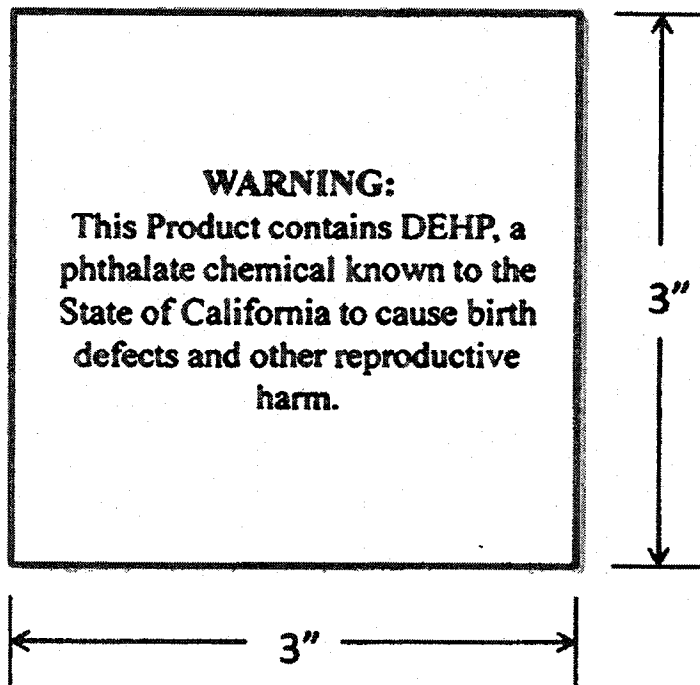 WARNING:
This Product contains DEHP, a
phthalate chemical known to the
State of California to cause birth
defects and other reproductive
harm.
3"
3"